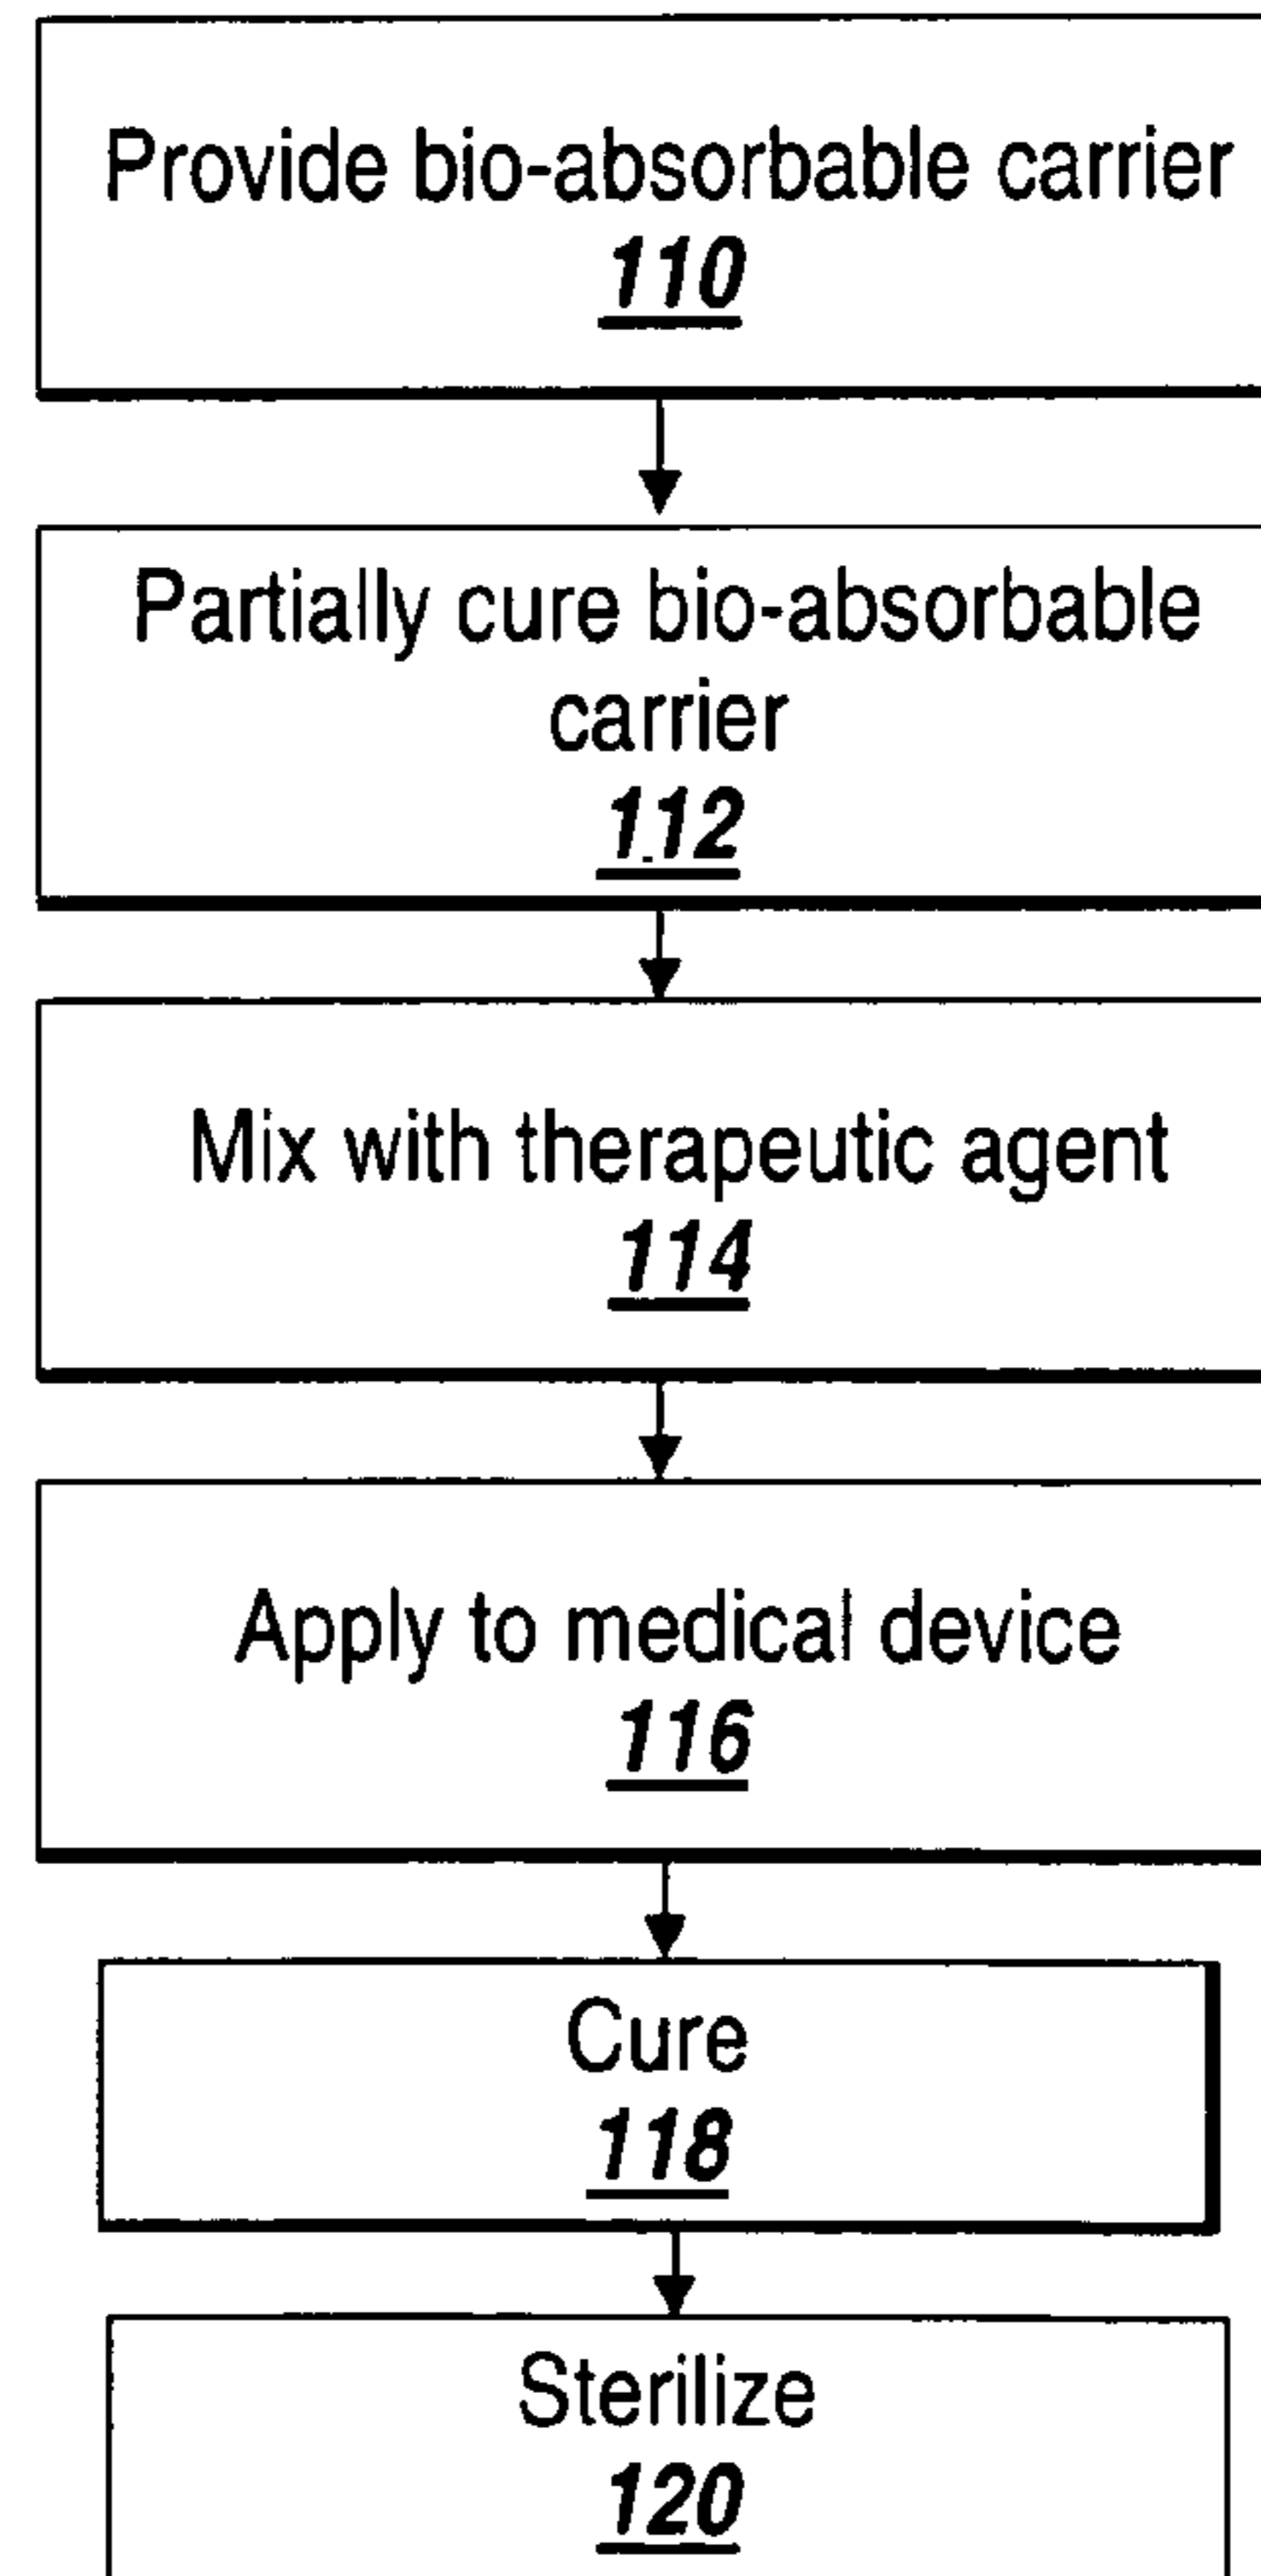 Provide bio-absorbable carrier
110
Partially cure bio-absorbable
carrier
112
Mix with therapeutic agent
114
Apply to medical device
116
Cure
118
Sterilize
120